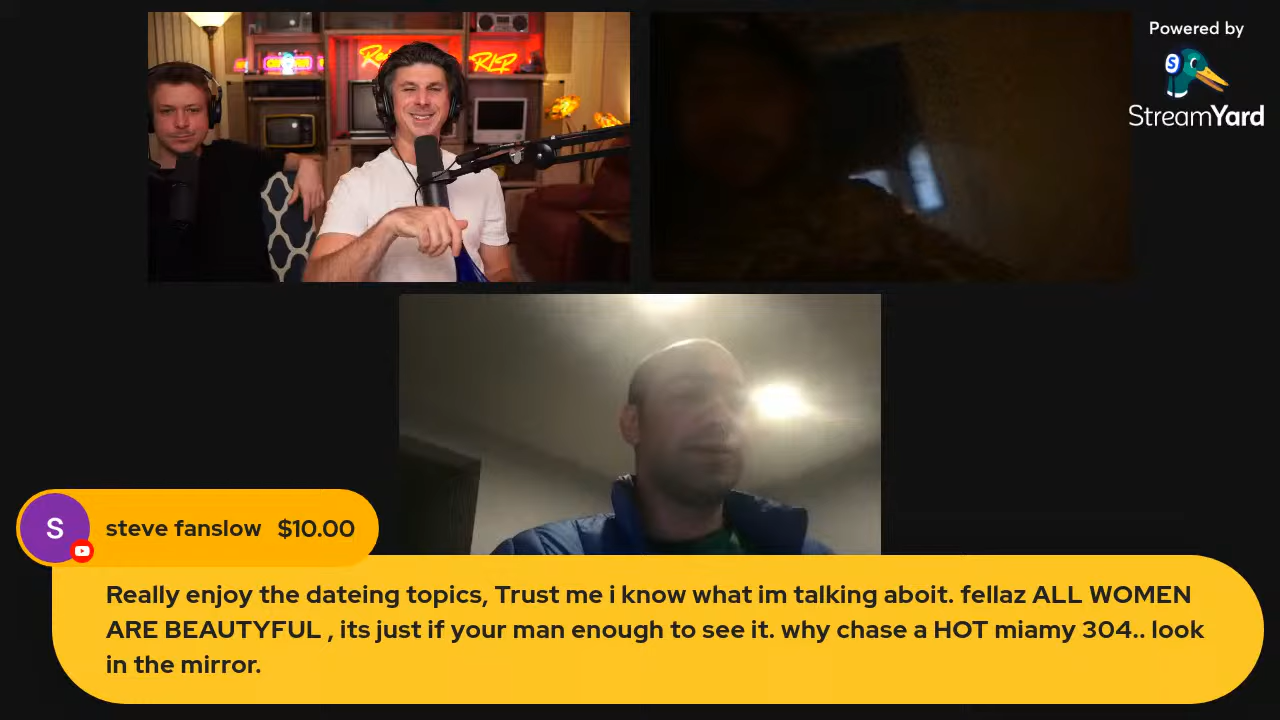 Powered by
StreamYard
RLP
S
steve fanslow $10.00
Really enjoy the dateing topics, Trust me i know what im talking aboit. fellaz ALL WOMEN
ARE BEAUTYFUL , its just if your man enough to see it. why chase a HOT miamy 304.. look
in the mirror.